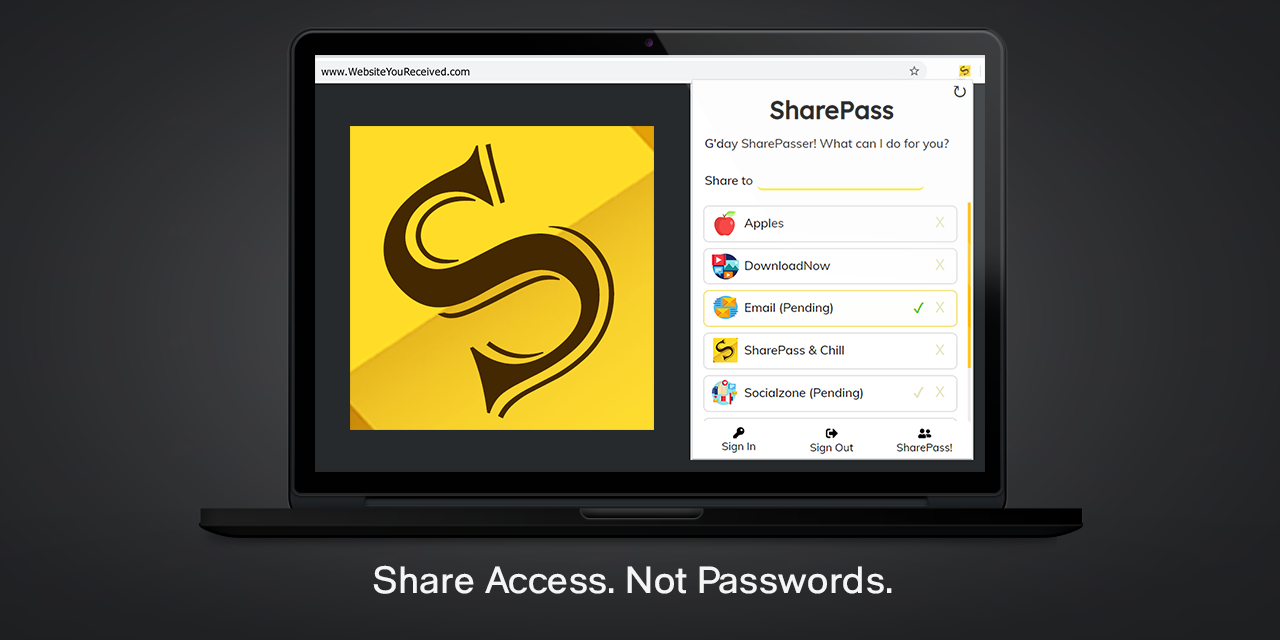 www.WebsiteYouReceived.com
S
SharePass
G'day SharePasser! What can I do for you?
Share to
Apples X
DownloadNow X
Email (Pending) ✓ X
SharePass & Chill X
Socialzone (Pending) ✓ X
Sign In Sign Out SharePass!
Share Access. Not Passwords.